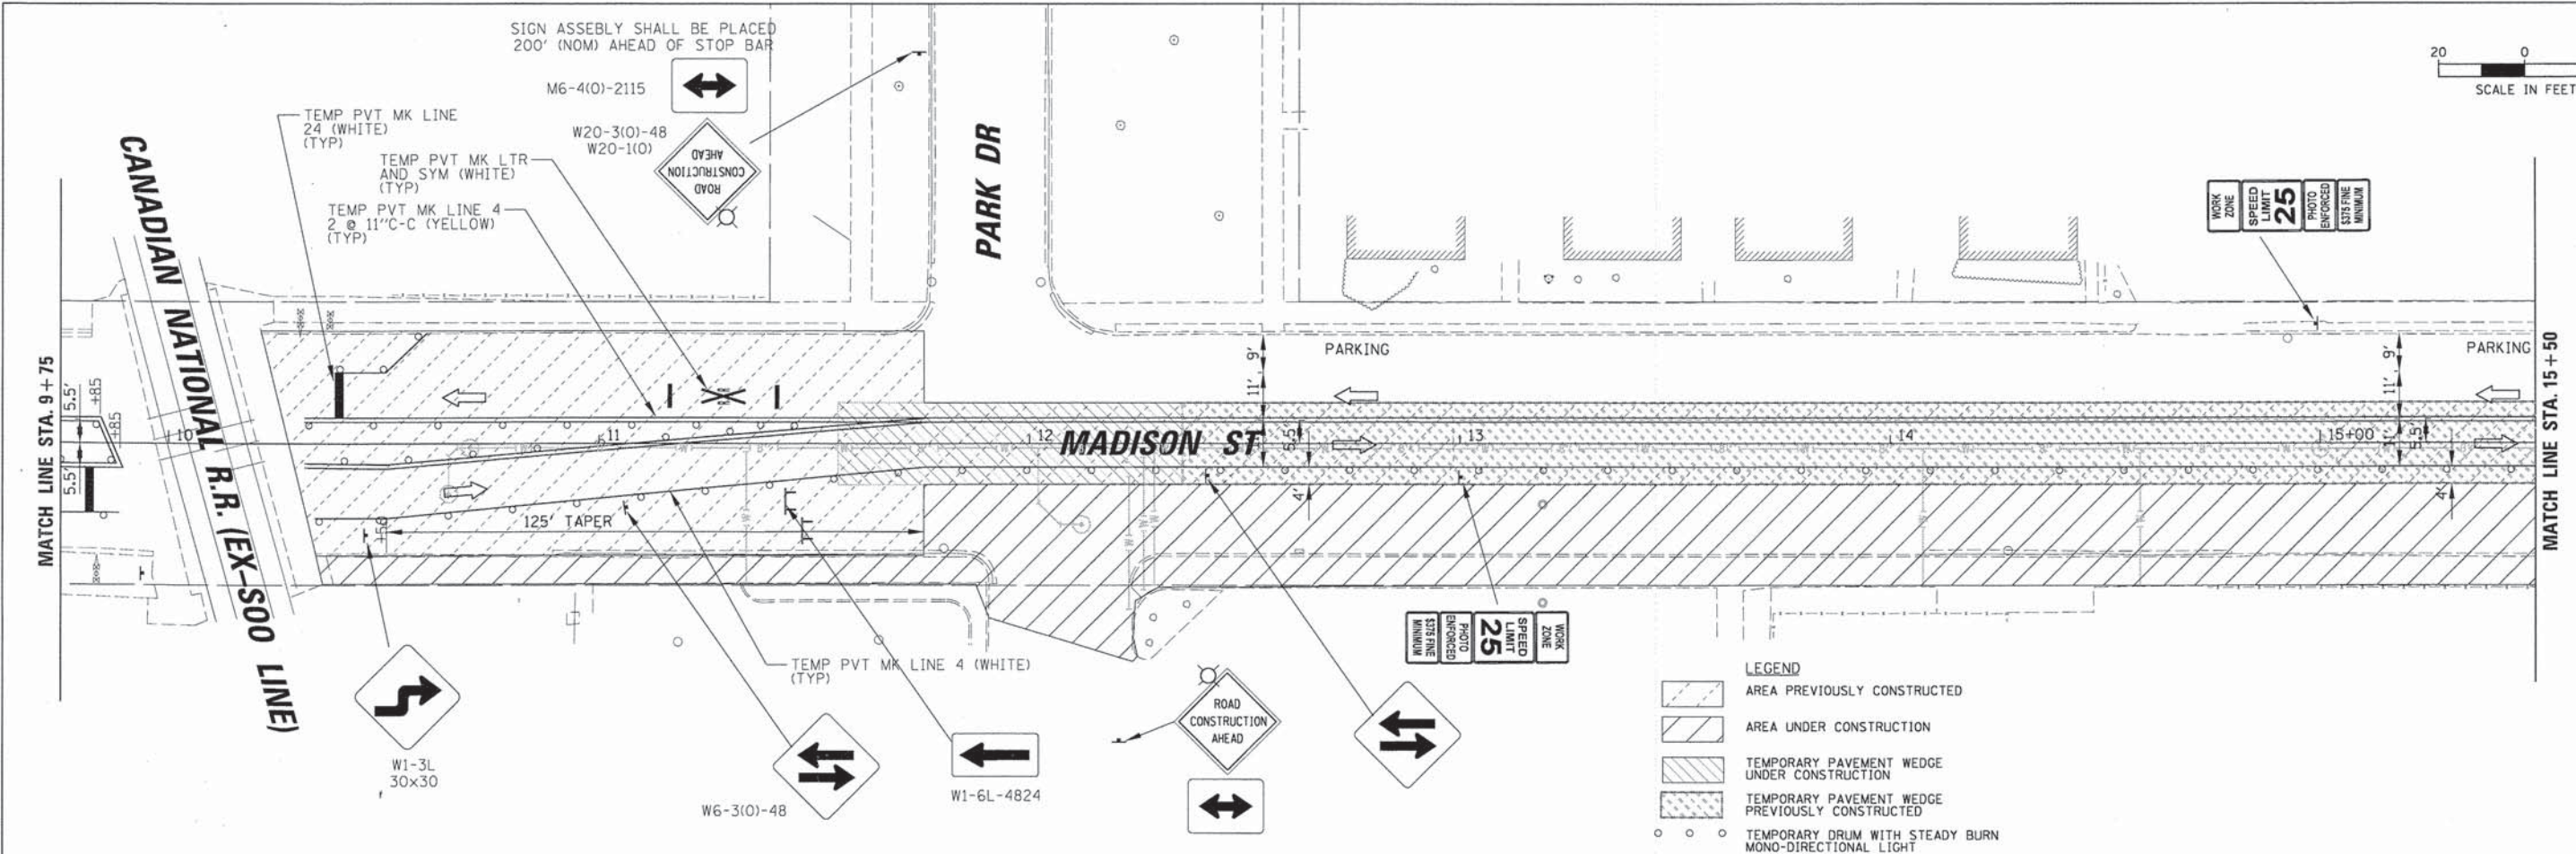 SIGN ASSEBLY SHALL BE PLACED
200' (NOM) AHEAD OF STOP BAR
M6-4(O)-2115
W20-3(O)-48
W20-1(O)
ROAD
CONSTRUCTION
AHEAD
TEMP PVT MK LINE
24 (WHITE)
(TYP)
TEMP PVT MK LTR
AND SYM (WHITE)
(TYP)
TEMP PVT MK LINE 4
2 @ 11"C-C (YELLOW)
(TYP)
PARK DR
20 0
SCALE IN FEET
WORK
ZONE
SPEED
LIMIT
25
PHOTO
ENFORCED
$375 FINE
MINIMUM
CANADIAN NATIONAL R.R. (EX-SOO LINE)
MATCH LINE STA. 9+75
5.5'
+85
+85
5.5'
10
11
12
MADISON ST
13
14
15+00
PARKING
9'
11'
11'
5.5'
4'
PARKING
9'
11'
11'
5.5'
4'
MATCH LINE STA. 15+50
+50
125' TAPER
W1-3L
30x30
W6-3(O)-48
W1-6L-4824
TEMP PVT MK LINE 4 (WHITE)
(TYP)
ROAD
CONSTRUCTION
AHEAD
WORK
ZONE
SPEED
LIMIT
25
PHOTO
ENFORCED
$375 FINE
MINIMUM
LEGEND
AREA PREVIOUSLY CONSTRUCTED
AREA UNDER CONSTRUCTION
TEMPORARY PAVEMENT WEDGE
UNDER CONSTRUCTION
TEMPORARY PAVEMENT WEDGE
PREVIOUSLY CONSTRUCTED
TEMPORARY DRUM WITH STEADY BURN
MONO-DIRECTIONAL LIGHT